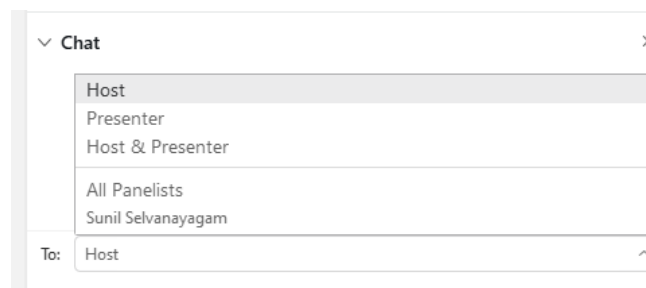 Chat
Host
Presenter
Host & Presenter
All Panelists
Sunil Selvanayagam
To: Host